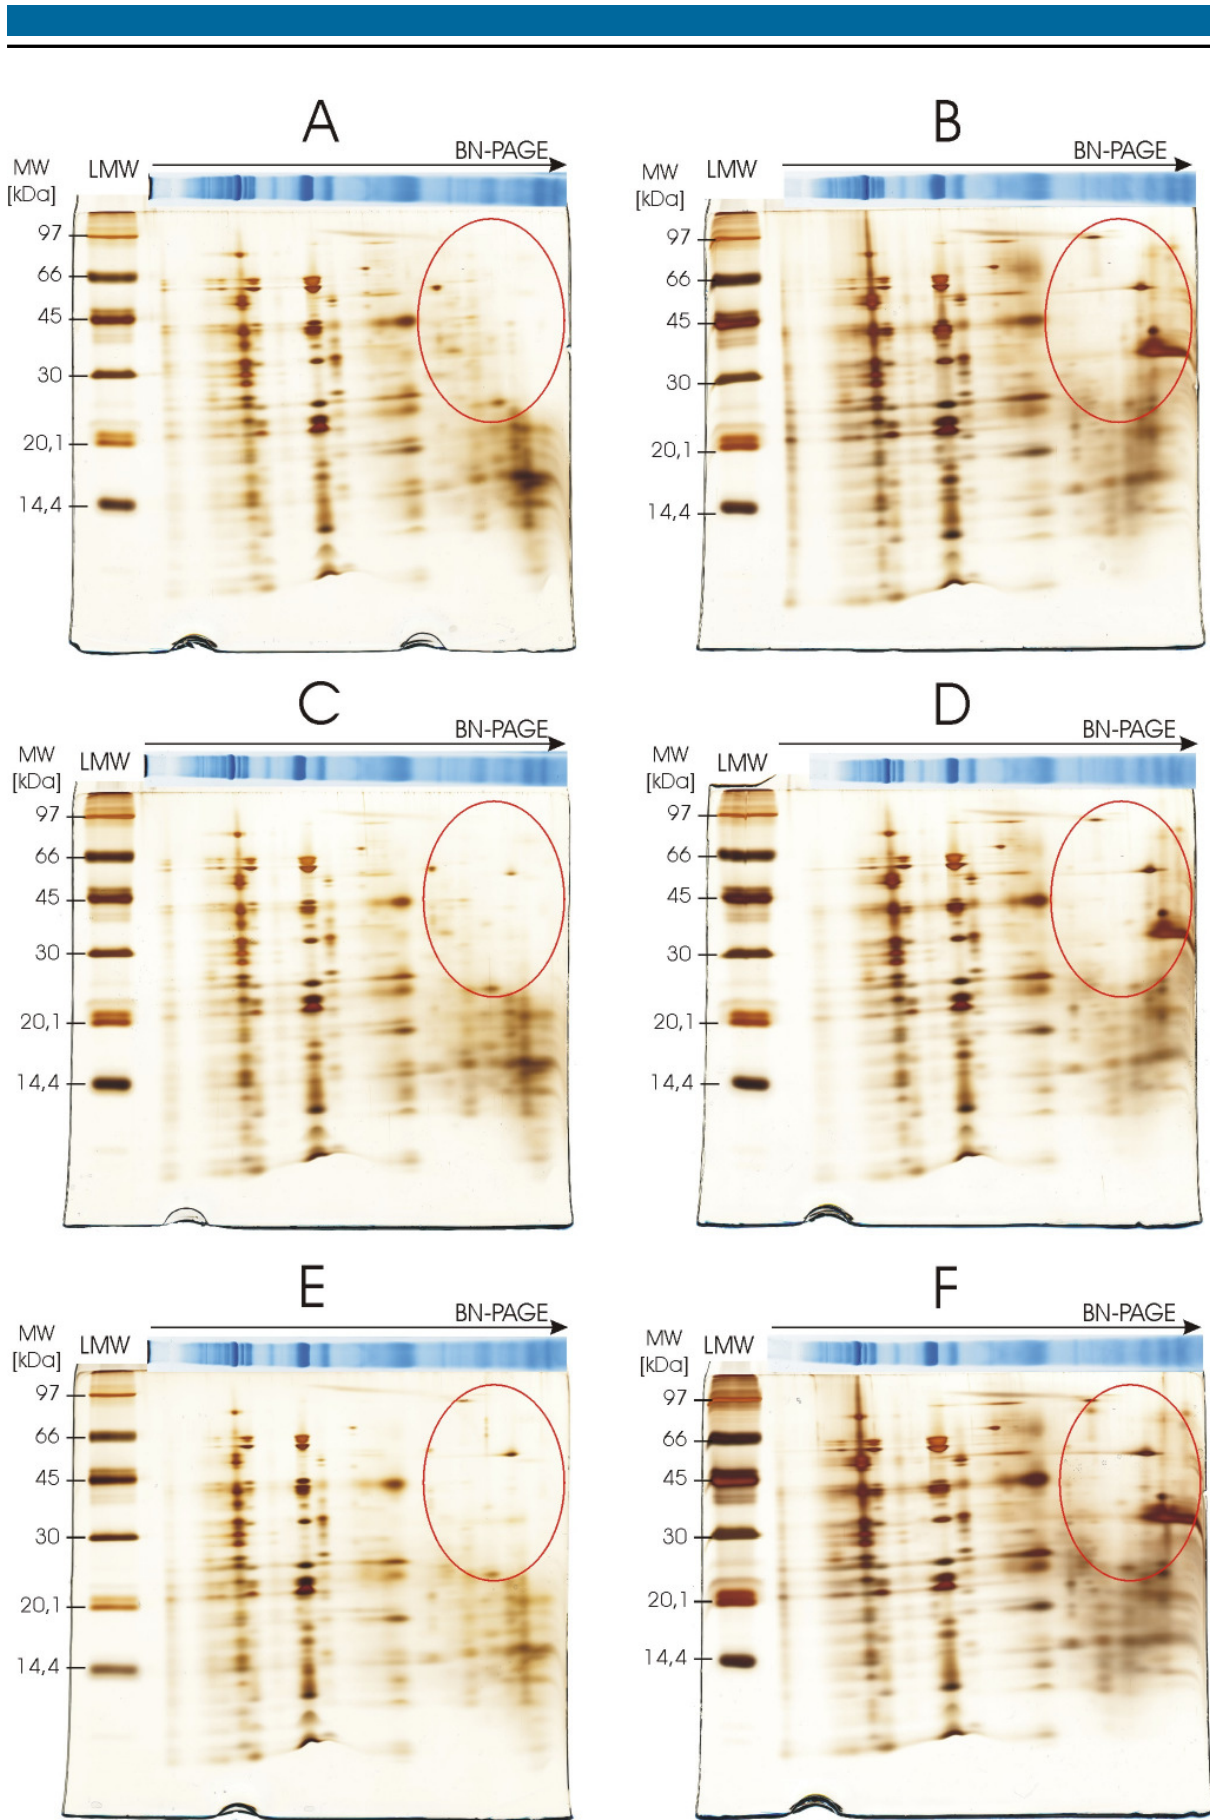 A
B
BN-PAGE
BN-PAGE
MW
[kDa]
LMW
MW
[kDa]
LMW
97
66
45
30
20,1
14,4
97
66
45
30
20,1
14,4
C
D
BN-PAGE
BN-PAGE
MW
[kDa]
LMW
MW
[kDa]
LMW
97
66
45
30
20,1
14,4
97
66
45
30
20,1
14,4
E
F
BN-PAGE
BN-PAGE
MW
[kDa]
LMW
MW
[kDa]
LMW
97
66
45
30
20,1
14,4
97
66
45
30
20,1
14,4